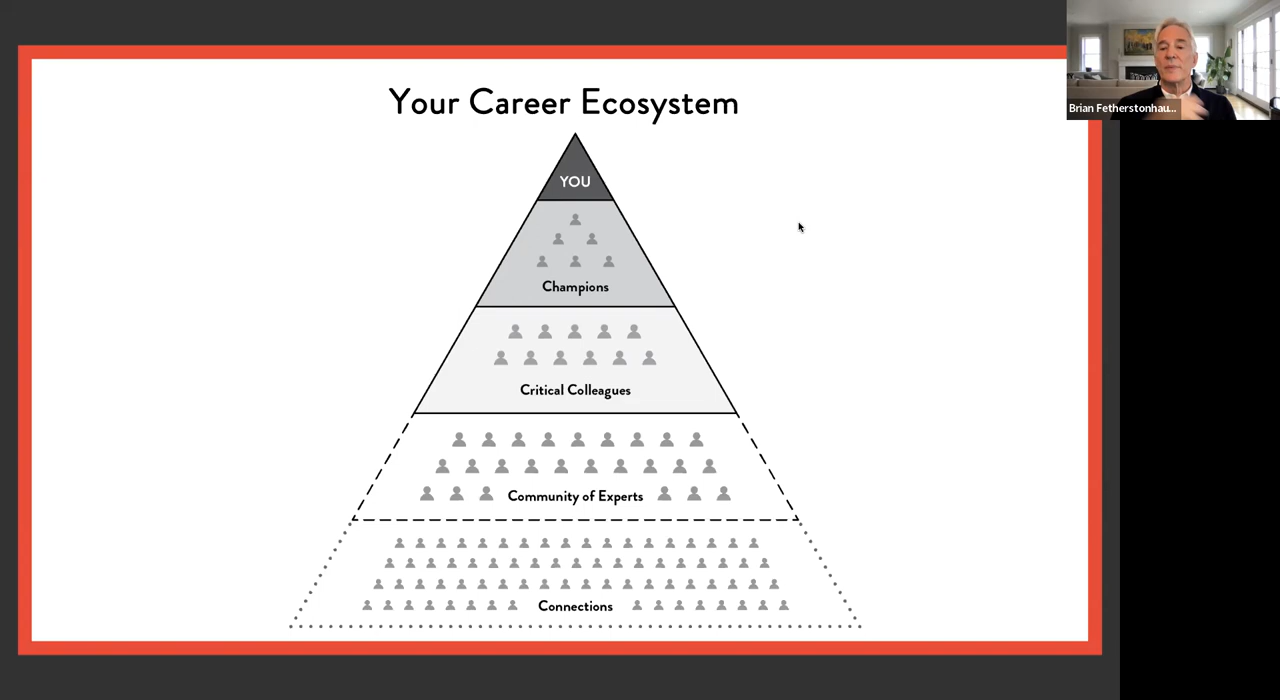 Your Career Ecosystem
YOU
Champions
Critical Colleagues
Community of Experts
Connections
Brian Fetherstonhau...